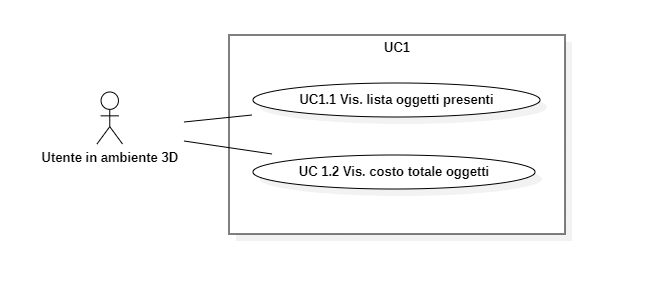 UC1
UC1.1 Vis. lista oggetti presenti
Utente in ambiente 3D
UC 1.2 Vis. costo totale oggetti